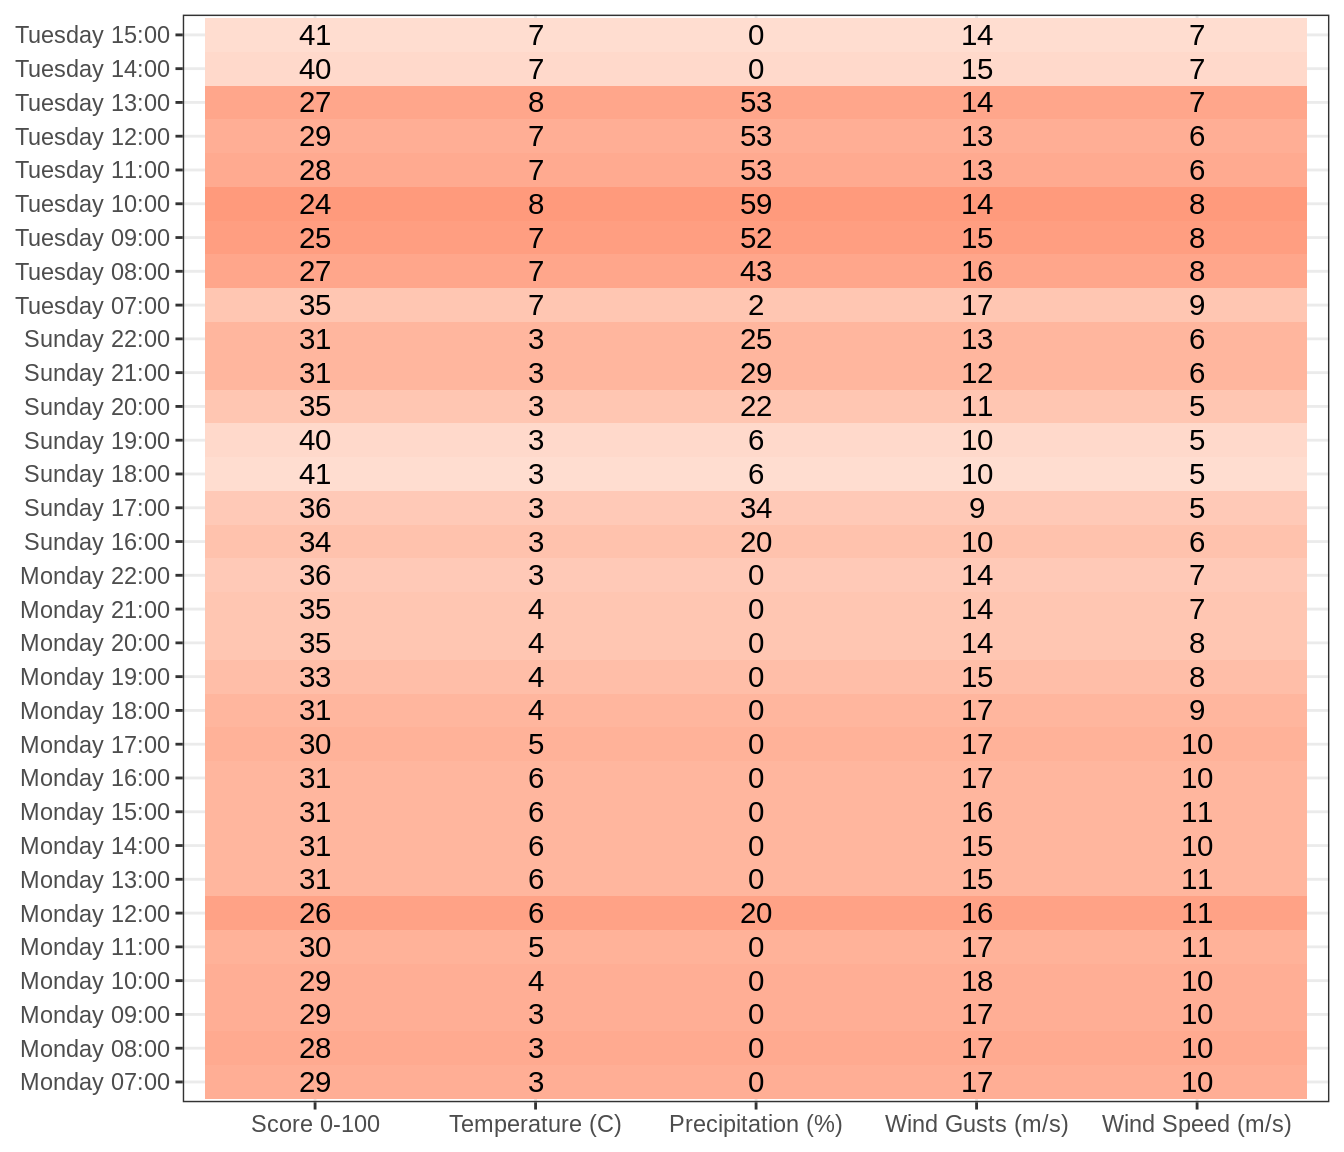 Tuesday 15:00 41 7 0 14 7
Tuesday 14:00 40 7 0 15 7
Tuesday 13:00 27 8 53 14 7
Tuesday 12:00 29 7 53 13 6
Tuesday 11:00 28 7 53 13 6
Tuesday 10:00 24 8 59 14 8
Tuesday 09:00 25 7 52 15 8
Tuesday 08:00 27 7 43 16 8
Tuesday 07:00 35 7 2 17 9
Sunday 22:00 31 3 25 13 6
Sunday 21:00 31 3 29 12 6
Sunday 20:00 35 3 22 11 5
Sunday 19:00 40 3 6 10 5
Sunday 18:00 41 3 6 10 5
Sunday 17:00 36 3 34 9 5
Sunday 16:00 34 3 20 10 6
Monday 22:00 36 3 0 14 7
Monday 21:00 35 4 0 14 7
Monday 20:00 35 4 0 14 8
Monday 19:00 33 4 0 15 8
Monday 18:00 31 4 0 17 9
Monday 17:00 30 5 0 17 10
Monday 16:00 31 6 0 17 10
Monday 15:00 31 6 0 16 11
Monday 14:00 31 6 0 15 10
Monday 13:00 31 6 0 15 11
Monday 12:00 26 6 20 16 11
Monday 11:00 30 5 0 17 11
Monday 10:00 29 4 0 18 10
Monday 09:00 29 3 0 17 10
Monday 08:00 28 3 0 17 10
Monday 07:00 29 3 0 17 10
Score 0-100 Temperature (C) Precipitation (%) Wind Gusts (m/s) Wind Speed (m/s)